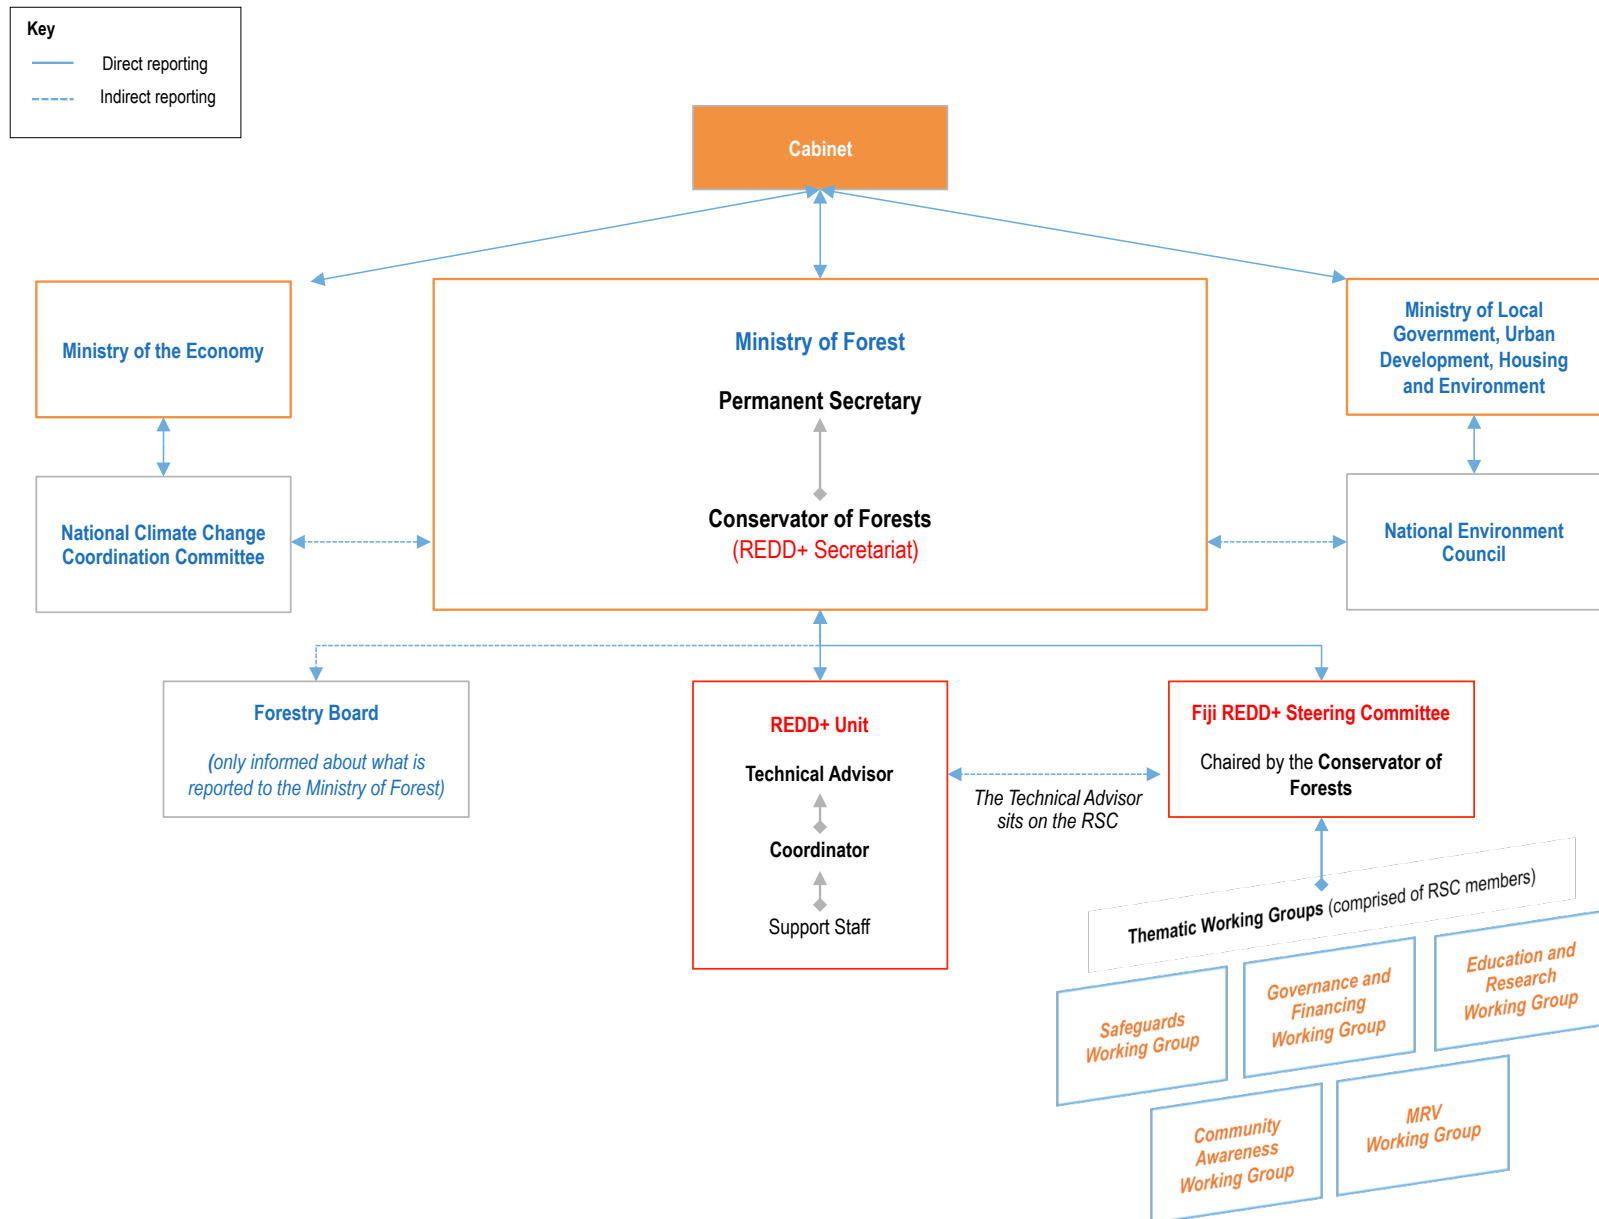 Key
Direct reporting
Indirect reporting
Cabinet
Ministry of the Economy
Ministry of Forest
Permanent Secretary
Conservator of Forests
(REDD+ Secretariat)
Ministry of Local
Government, Urban
Development, Housing
and Environment
National Climate Change
Coordination Committee
National Environment
Council
Forestry Board
(only informed about what is
reported to the Ministry of Forest)
REDD+ Unit
Technical Advisor
Coordinator
Support Staff
The Technical Advisor
sits on the RSC
Fiji REDD+ Steering Committee
Chaired by the Conservator of
Forests
Thematic Working Groups (comprised of RSC members)
Safeguards
Working Group
Governance and
Financing
Working Group
Education and
Research
Working Group
Community
Awareness
Working Group
MRV
Working Group